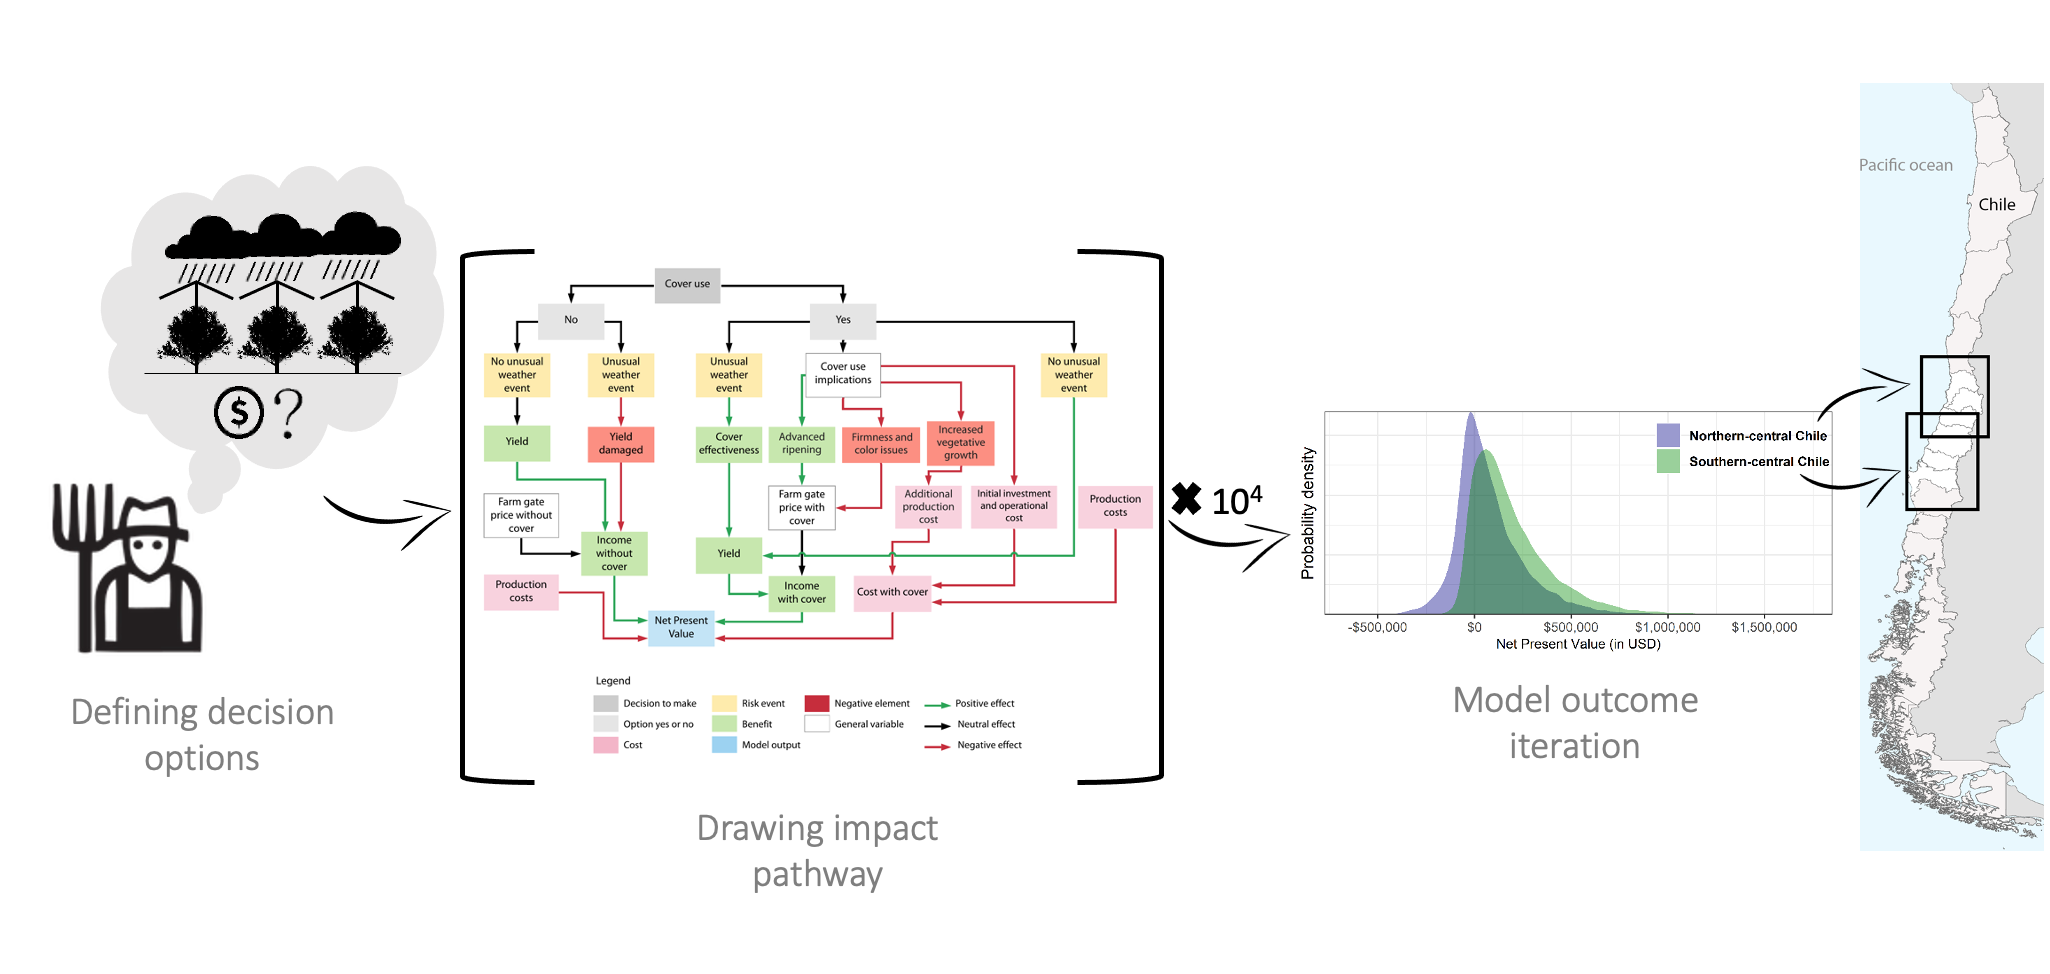 $ ?
Defining decision
options
Cover use
No
Yes
No unusual
weather
event
Unusual
weather
event
Unusual
weather
event
Cover use
implications
No unusual
weather
event
Yield
Yield
damaged
Cover
effectiveness
Advanced
ripening
Firmness and
color issues
Increased
vegetative
growth
Farm gate
price without
cover
Farm gate
price with
cover
Additional
production
cost
Initial investment
and operational
cost
Production
costs
Income
without
cover
Yield
Production
costs
Income
with cover
Cost with cover
Net Present
Value
Legend
Decision to make
Option yes or no
Cost
Risk event
Benefit
Model output
Negative element
General variable
Positive effect
Neutral effect
Negative effect
Drawing impact
pathway
✖ 10⁴
Probability density
Northern-central Chile
Southern-central Chile
-$500,000
$0
$500,000
$1,000,000
$1,500,000
Net Present Value (in USD)
Model outcome
iteration
Pacific ocean
Chile